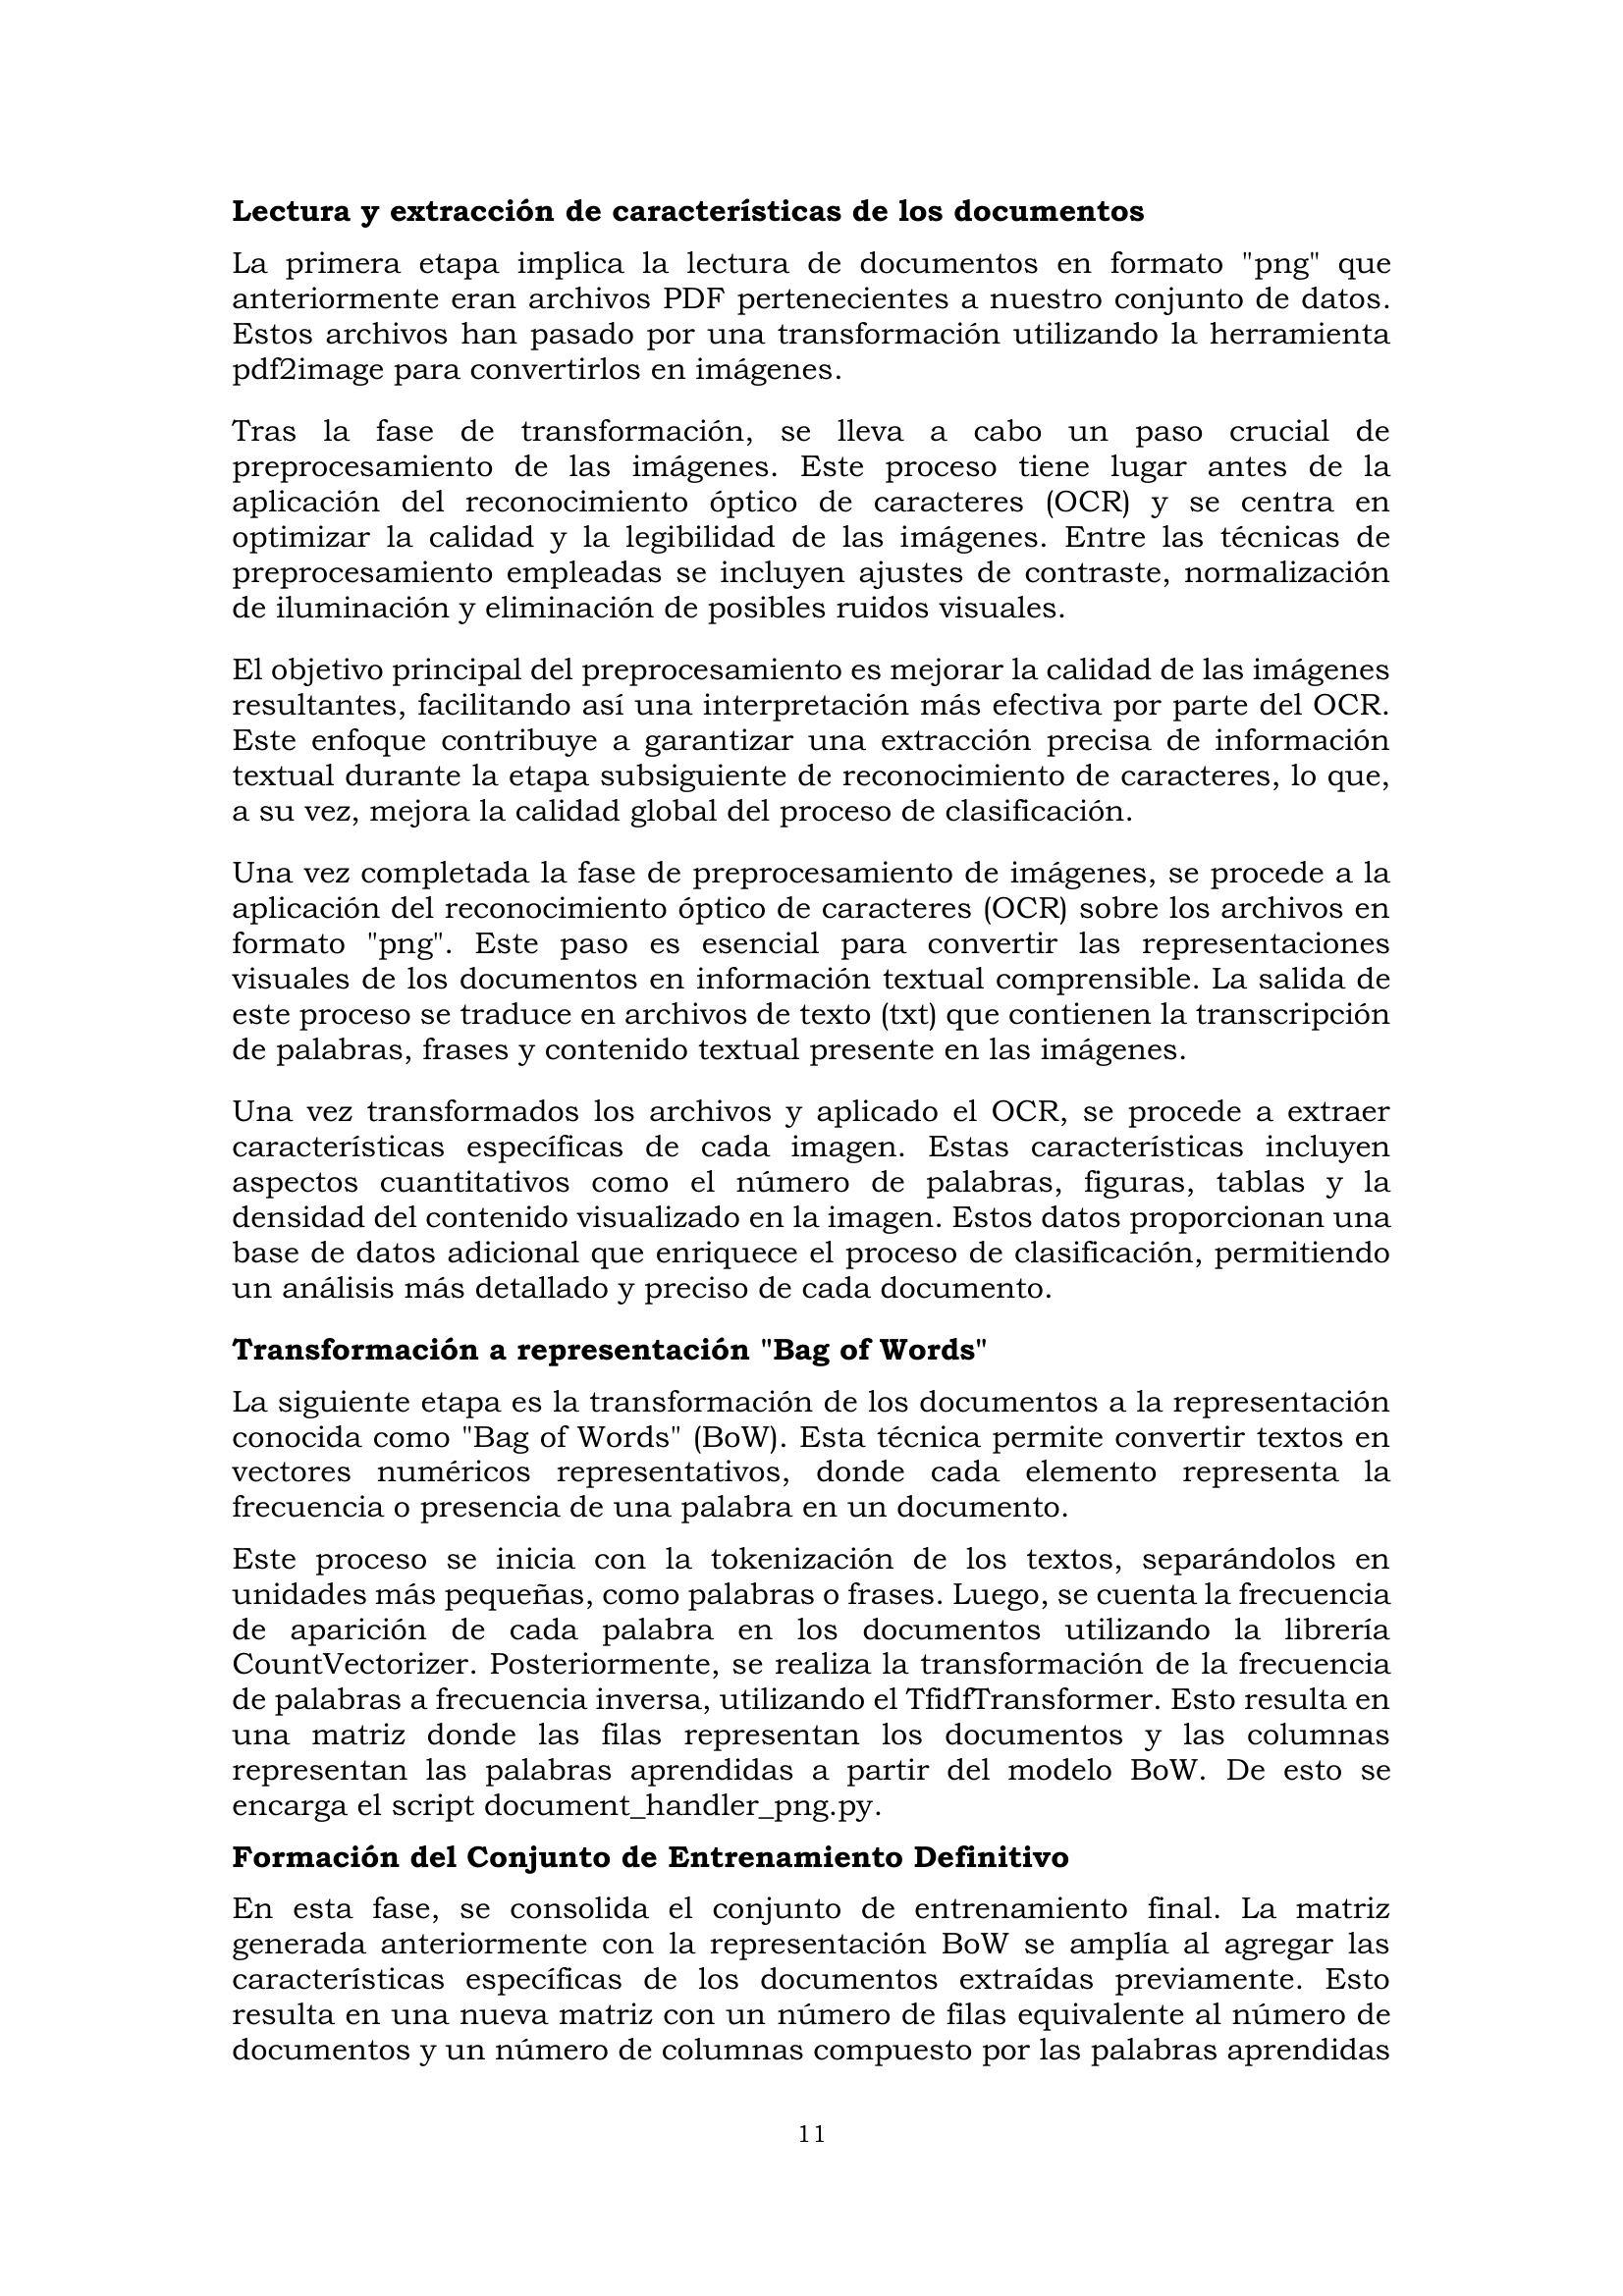 Lectura y extracción de características de los documentos
La primera etapa implica la lectura de documentos en formato "png" que
anteriormente eran archivos PDF pertenecientes a nuestro conjunto de datos.
Estos archivos han pasado por una transformación utilizando la herramienta
pdf2image para convertirlos en imágenes.
Tras la fase de transformación, se lleva a cabo un paso crucial de
preprocesamiento de las imágenes. Este proceso tiene lugar antes de la
aplicación del reconocimiento óptico de caracteres (OCR) y se centra en
optimizar la calidad y la legibilidad de las imágenes. Entre las técnicas de
preprocesamiento empleadas se incluyen ajustes de contraste, normalización
de iluminación y eliminación de posibles ruidos visuales.
El objetivo principal del preprocesamiento es mejorar la calidad de las imágenes
resultantes, facilitando así una interpretación más efectiva por parte del OCR.
Este enfoque contribuye a garantizar una extracción precisa de información
textual durante la etapa subsiguiente de reconocimiento de caracteres, lo que,
a su vez, mejora la calidad global del proceso de clasificación.
Una vez completada la fase de preprocesamiento de imágenes, se procede a la
aplicación del reconocimiento óptico de caracteres (OCR) sobre los archivos en
formato "png". Este paso es esencial para convertir las representaciones
visuales de los documentos en información textual comprensible. La salida de
este proceso se traduce en archivos de texto (txt) que contienen la transcripción
de palabras, frases y contenido textual presente en las imágenes.
Una vez transformados los archivos y aplicado el OCR, se procede a extraer
características específicas de cada imagen. Estas características incluyen
aspectos cuantitativos como el número de palabras, figuras, tablas y la
densidad del contenido visualizado en la imagen. Estos datos proporcionan una
base de datos adicional que enriquece el proceso de clasificación, permitiendo
un análisis más detallado y preciso de cada documento.
Transformación a representación "Bag of Words"
La siguiente etapa es la transformación de los documentos a la representación
conocida como "Bag of Words" (BoW). Esta técnica permite convertir textos en
vectores numéricos representativos, donde cada elemento representa la
frecuencia o presencia de una palabra en un documento.
Este proceso se inicia con la tokenización de los textos, separándolos en
unidades más pequeñas, como palabras o frases. Luego, se cuenta la frecuencia
de aparición de cada palabra en los documentos utilizando la librería
CountVectorizer. Posteriormente, se realiza la transformación de la frecuencia
de palabras a frecuencia inversa, utilizando el TfidfTransformer. Esto resulta en
una matriz donde las filas representan los documentos y las columnas
representan las palabras aprendidas a partir del modelo BoW. De esto se
encarga el script document_handler_png.py.
Formación del Conjunto de Entrenamiento Definitivo
En esta fase, se consolida el conjunto de entrenamiento final. La matriz
generada anteriormente con la representación BoW se amplía al agregar las
características específicas de los documentos extraídas previamente. Esto
resulta en una nueva matriz con un número de filas equivalente al número de
documentos y un número de columnas compuesto por las palabras aprendidas
11